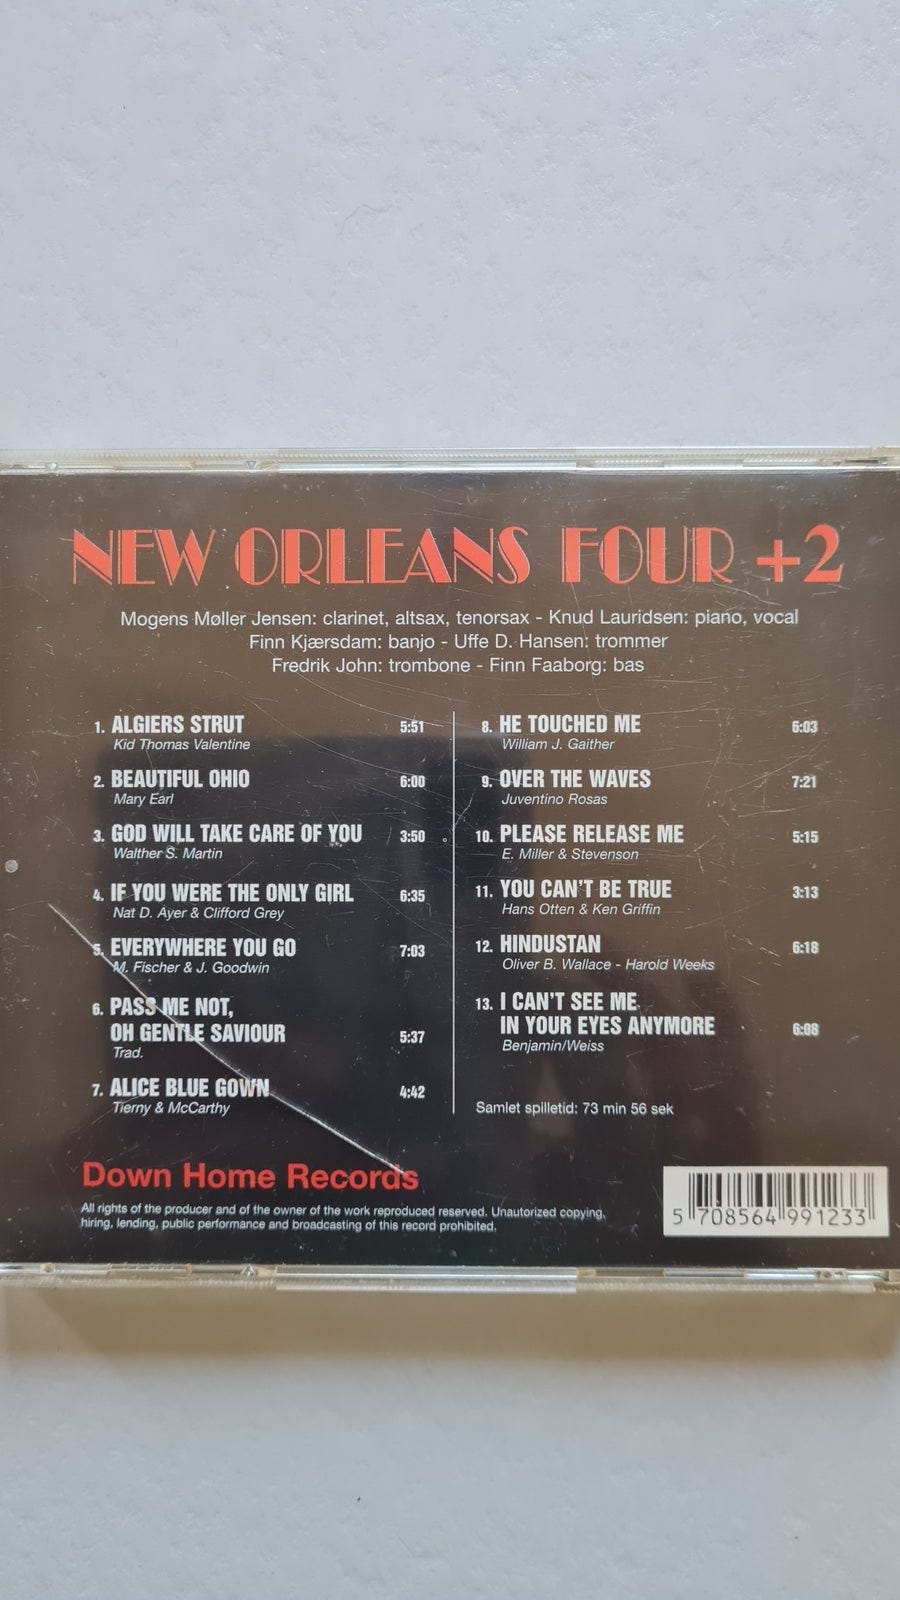 NEW ORLEANS FOUR +2
Mogens Møller Jensen: clarinet, altsax, tenorsax - Knud Lauridsen: piano, vocal
Finn Kjærsdam: banjo - Uffe D. Hansen: trommer
Fredrik John: trombone - Finn Faaborg: bas
1. ALGIERS STRUT 5:51
Kid Thomas Valentine
2. BEAUTIFUL OHIO 6:00
Mary Earl
3. GOD WILL TAKE CARE OF YOU 3:50
Walther S. Martin
4. IF YOU WERE THE ONLY GIRL 6:35
Nat D. Ayer & Clifford Grey
5. EVERYWHERE YOU GO 7:03
M. Fischer & J. Goodwin
6. PASS ME NOT,
OH GENTLE SAVIOUR 5:37
Trad.
7. ALICE BLUE GOWN 4:42
Tierny & McCarthy
8. HE TOUCHED ME 6:03
William J. Gaither
9. OVER THE WAVES 7:21
Juventino Rosas
10. PLEASE RELEASE ME 5:15
E. Miller & Stevenson
11. YOU CAN'T BE TRUE 3:13
Hans Otten & Ken Griffin
12. HINDUSTAN 6:18
Oliver B. Wallace - Harold Weeks
13. I CAN'T SEE ME
IN YOUR EYES ANYMORE 6:08
Benjamin/Weiss
Samlet spilletid: 73 min 56 sek
Down Home Records
All rights of the producer and of the owner of the work reproduced reserved. Unautorized copying,
hiring, lending, public performance and broadcasting of this record prohibited.
5 708564 991233